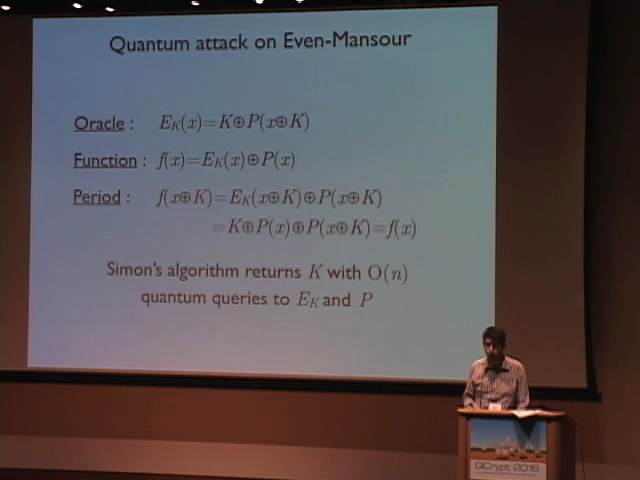 Quantum attack on Even-Mansour
Oracle : E_K(x)=K⊕P(x⊕K)
Function : f(x)=E_K(x)⊕P(x)
Period : f(x⊕K)=E_K(x⊕K)⊕P(x⊕K)
=K⊕P(x)⊕P(x⊕K)=f(x)
Simon's algorithm returns K with O(n)
quantum queries to E_K and P
QCrypt 2016